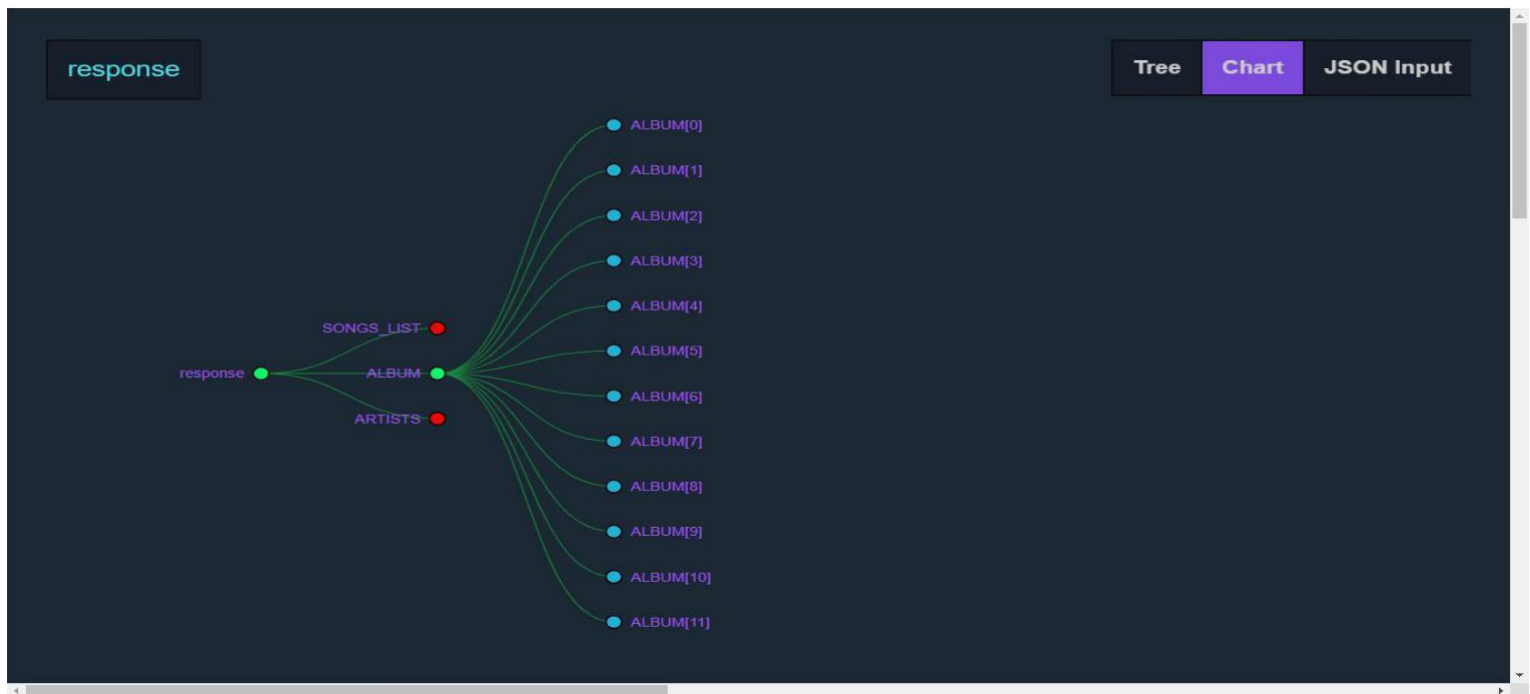 response
Tree Chart JSON Input
ALBUM[0]
ALBUM[1]
ALBUM[2]
ALBUM[3]
ALBUM[4]
SONGS_LIST
ALBUM[5]
response ALBUM
ALBUM[6]
ARTISTS
ALBUM[7]
ALBUM[8]
ALBUM[9]
ALBUM[10]
ALBUM[11]